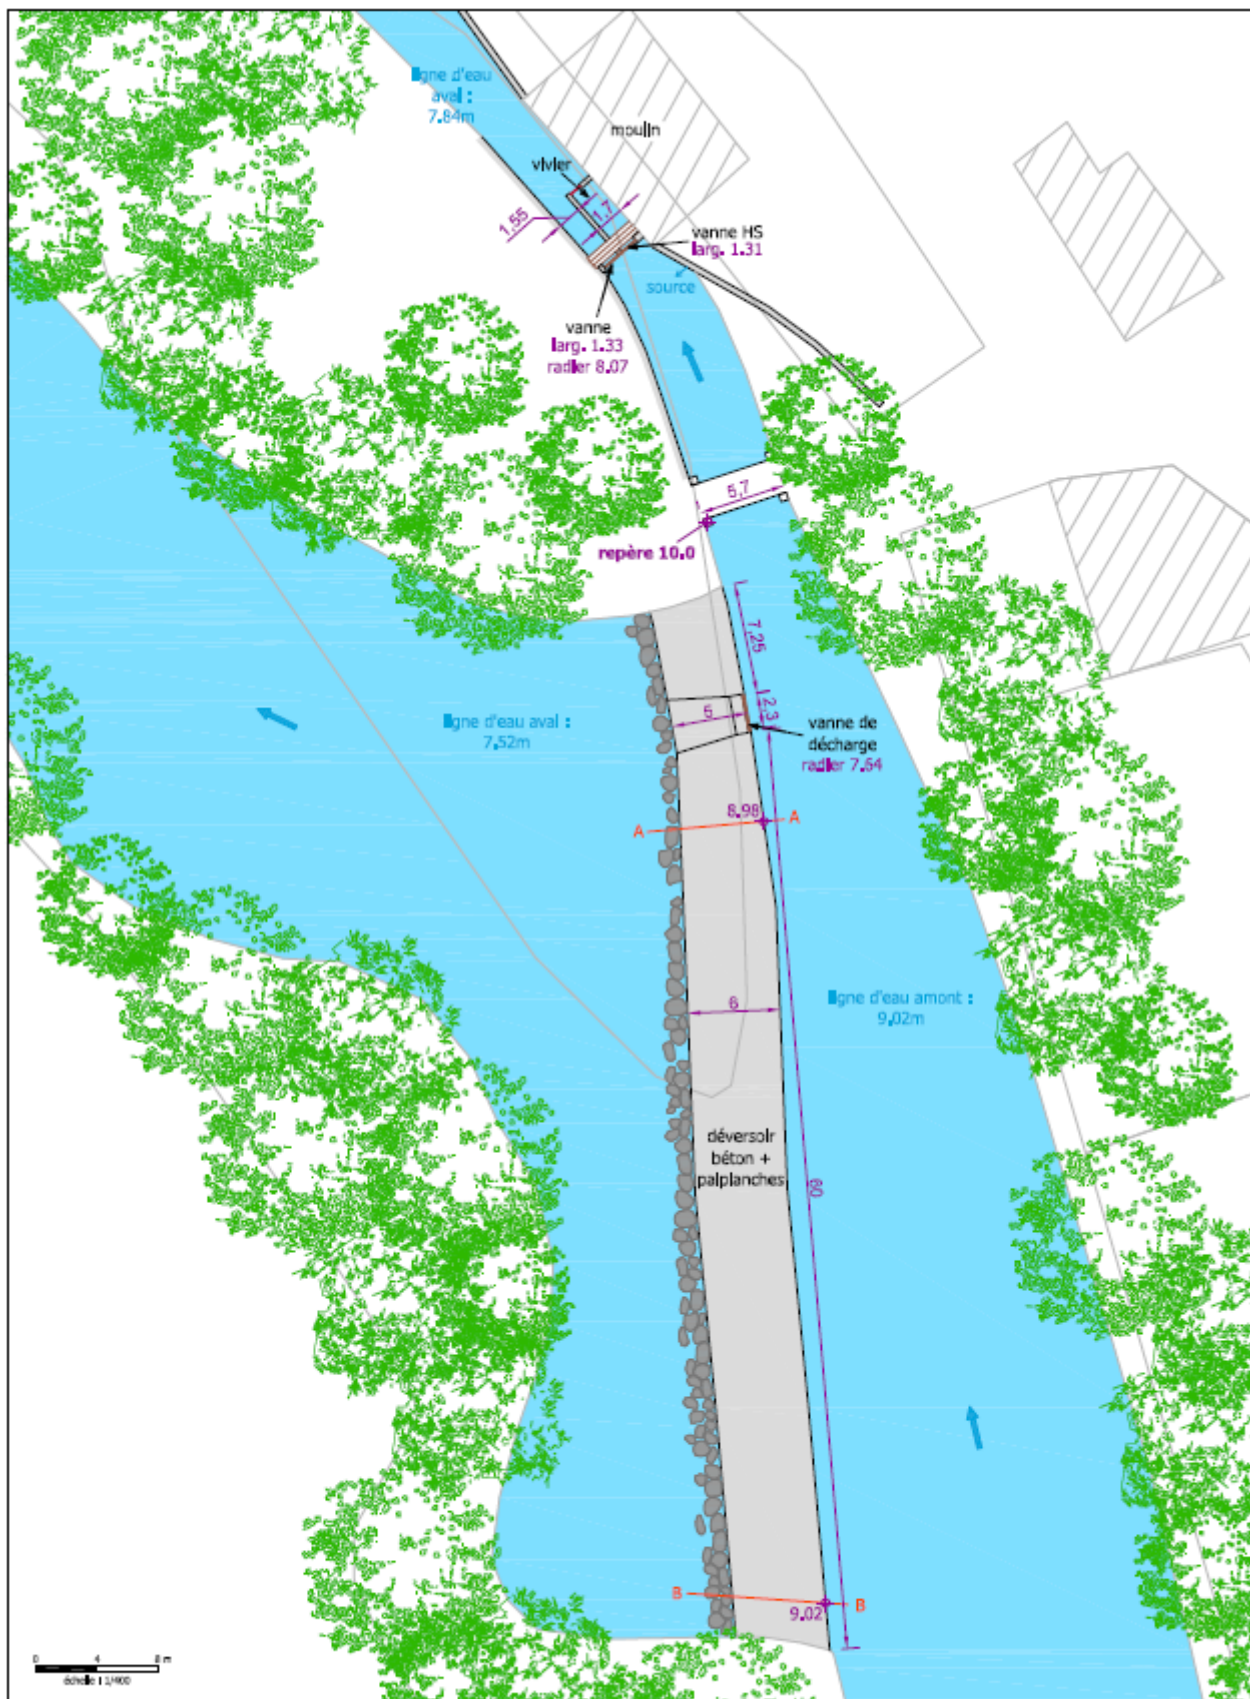 ligne d'eau
aval :
7.84m
moulin
vivier
1.7
1.55
vanne HS
larg. 1.31
source
vanne
larg. 1.33
radier 8.07
5.7
repère 10.0
7.25
2.3
5
ligne d'eau aval :
7.52m
vanne de
décharge
radier 7.64
8.98
A
A
6
ligne d'eau amont :
9.02m
déversoir
béton +
palplanches
60
B
B
9.02
0 4 8 m
échelle : 1/400